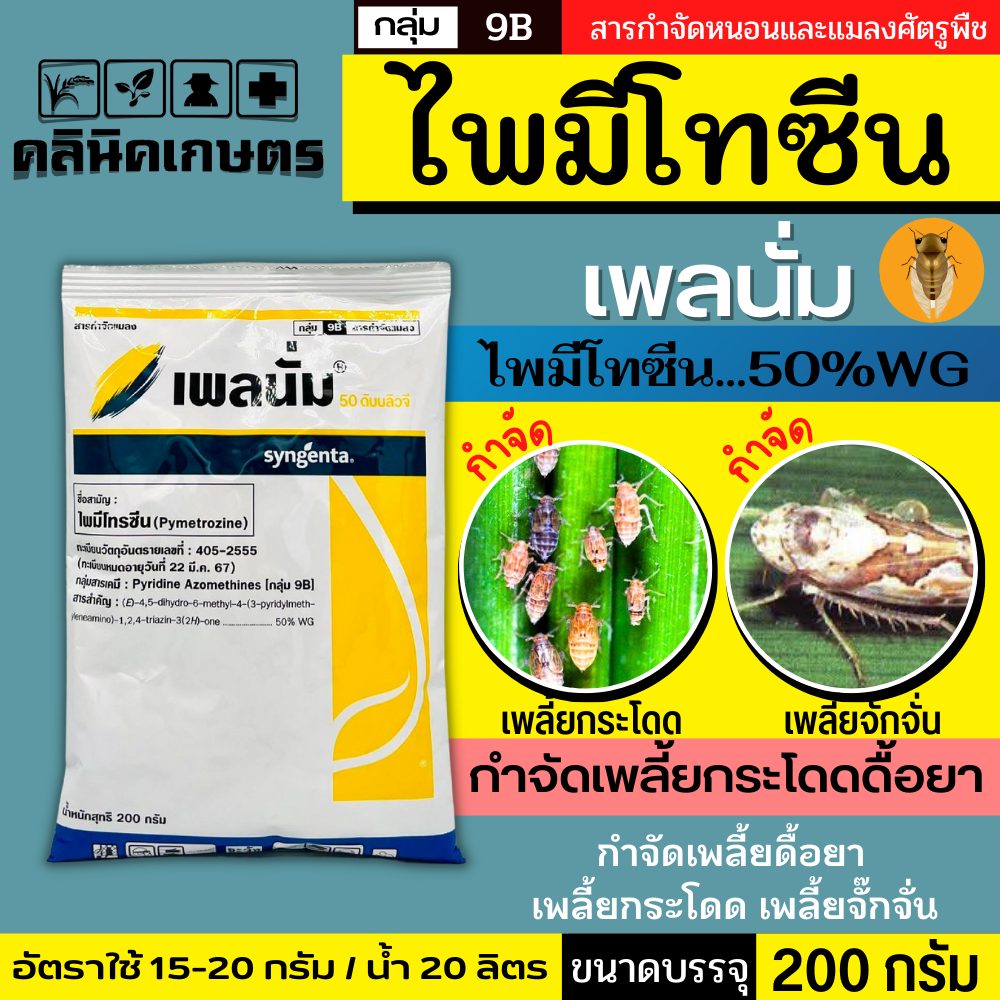 กลุ่ม 9B สารกำจัดหนอนและแมลงศัตรูพืช
คลินิคเกษตร
ไพมีโทซีน
เพลนั่ม
ไพมีโทซีน...50%WG
สารกำจัดแมลง
กลุ่ม 9B สารกำจัดแมลง
เพลนั่ม®
50 ดับบลิวจี
syngenta®
ชื่อสามัญ :
ไพมีโทรซีน (Pymetrozine)
ทะเบียนวัตถุอันตรายเลขที่ : 405-2555
(ทะเบียนหมดอายุวันที่ 22 มี.ค. 67)
กลุ่มสารเคมี : Pyridine Azomethines [กลุ่ม 9B]
สารสำคัญ : (E)-4,5-dihydro-6-methyl-4-(3-pyridylmeth-
yleneamino)-1,2,4-triazin-3(2H)-one ........................ 50% WG
น้ำหนักสุทธิ 200 กรัม
กำจัด
กำจัด
เพลี้ยกระโดด
เพลี้ยจั๊กจั่น
กำจัดเพลี้ยกระโดดดื้อยา
กำจัดเพลี้ยดื้อยา
เพลี้ยกระโดด เพลี้ยจั๊กจั่น
อัตราใช้ 15-20 กรัม / น้ำ 20 ลิตร
ขนาดบรรจุ 200 กรัม